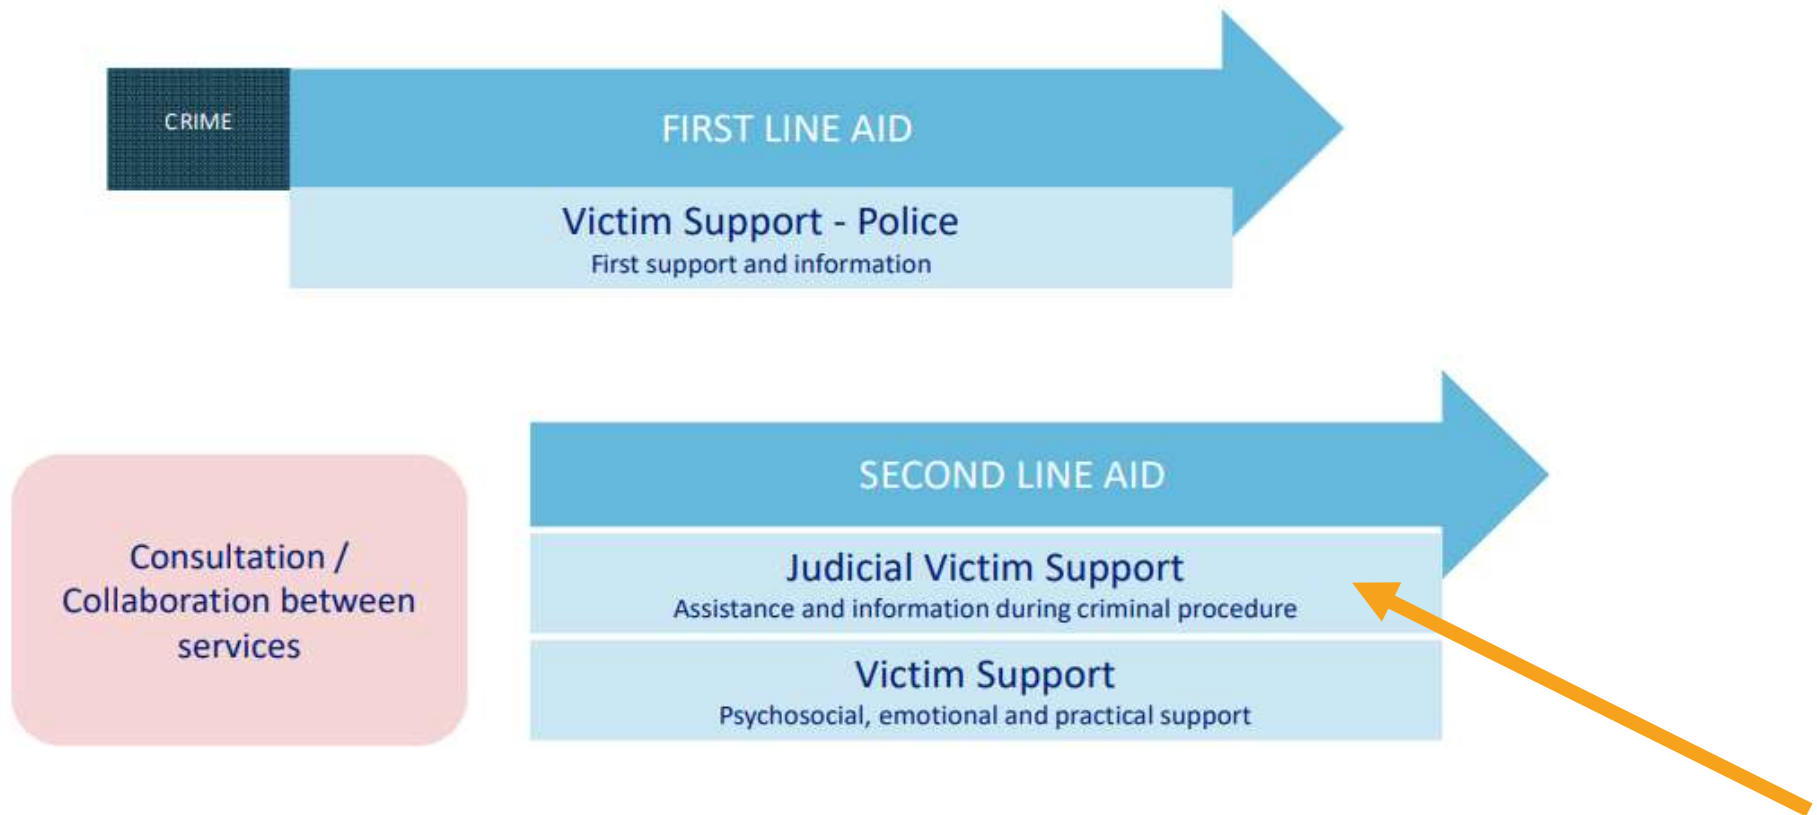 CRIME
FIRST LINE AID
Victim Support - Police
First support and information
SECOND LINE AID
Consultation /
Collaboration between
services
Judicial Victim Support
Assistance and information during criminal procedure
Victim Support
Psychosocial, emotional and practical support